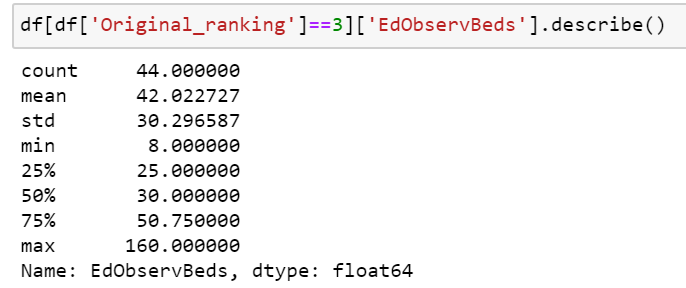 df[df['Original_ranking']==3]['EdObservBeds'].describe()
count 44.000000
mean 42.022727
std 30.296587
min 8.000000
25% 25.000000
50% 30.000000
75% 50.750000
max 160.000000
Name: EdObservBeds, dtype: float64